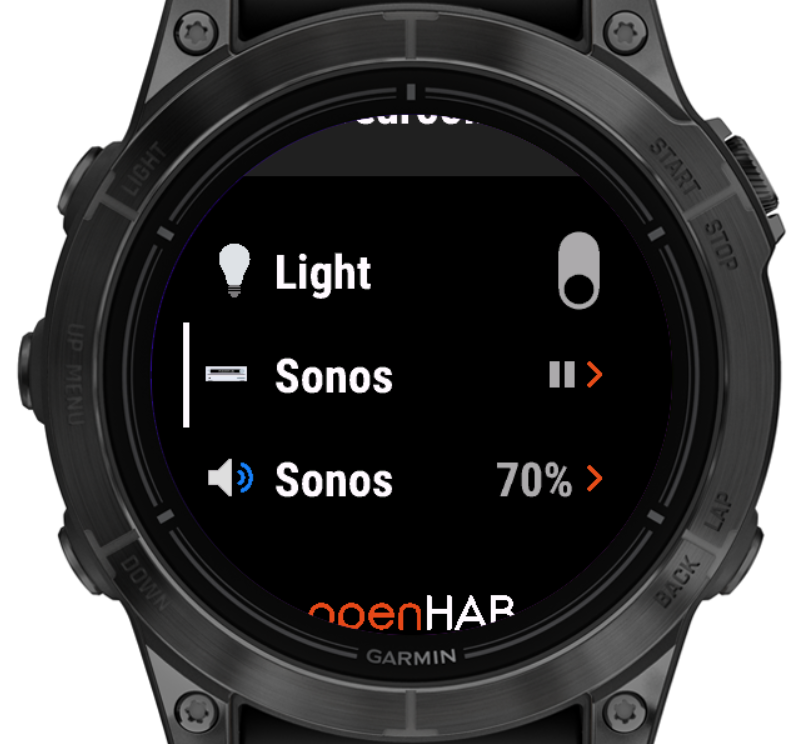 Light
Sonos
Sonos 70%
openHAB
GARMIN
LIGHT
UP MENU
DOWN
START
STOP
LAP
BACK